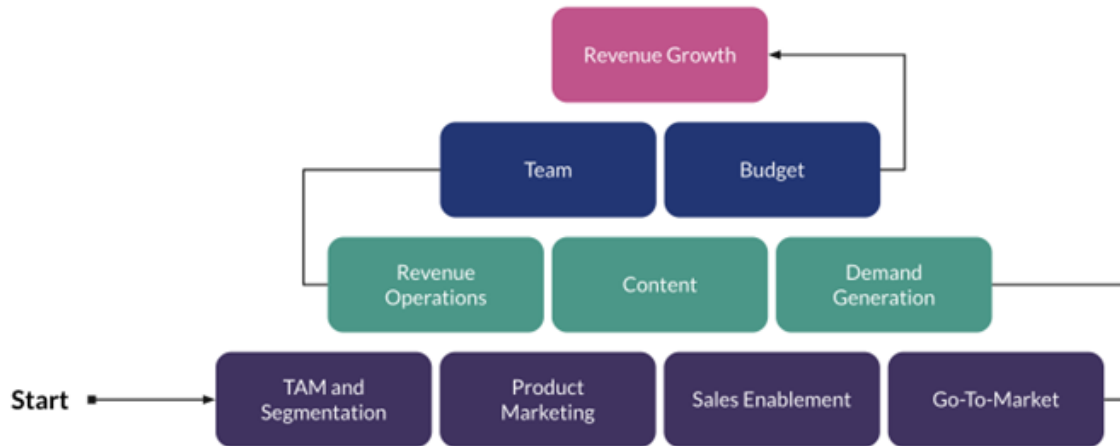 Revenue Growth
Team
Budget
Revenue
Operations
Content
Demand
Generation
Start
TAM and
Segmentation
Product
Marketing
Sales Enablement
Go-To-Market